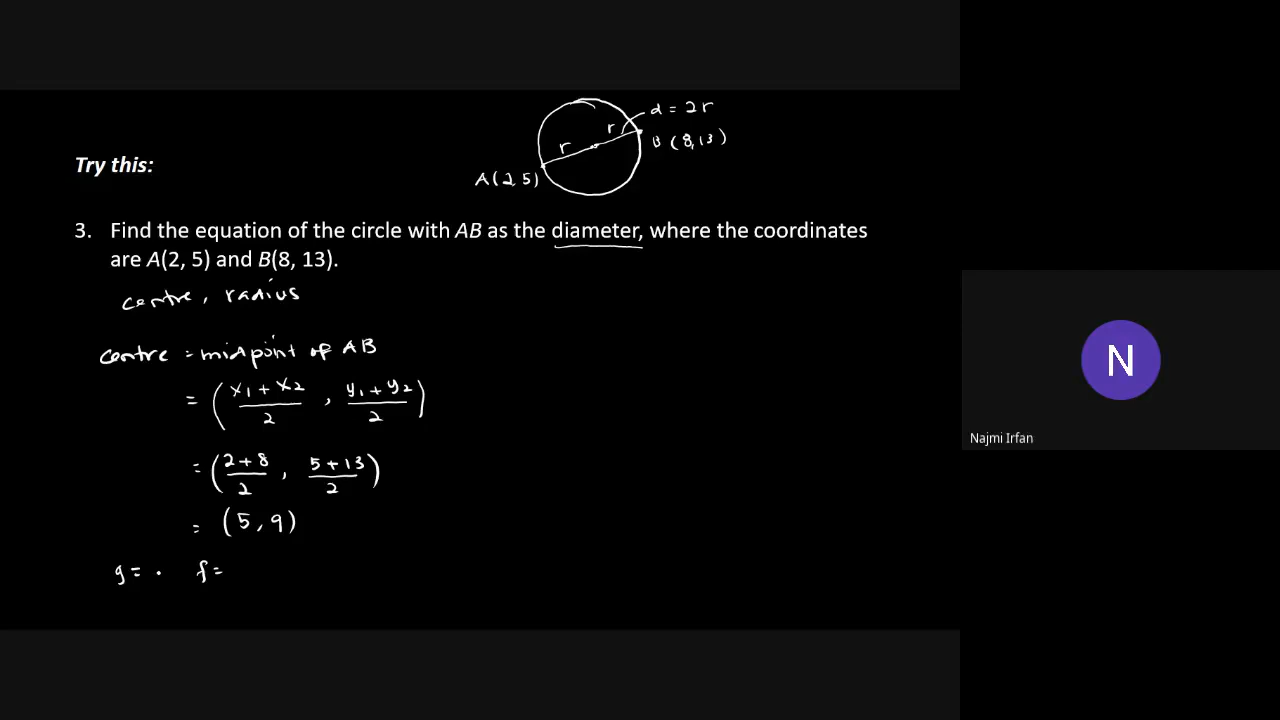 d = 2r
r
r
B (8,13)
Try this:
A(2,5)
3. Find the equation of the circle with AB as the diameter, where the coordinates
are A(2, 5) and B(8, 13).
centre, radius
centre = midpoint of AB
= (x₁ + x₂ / 2 , y₁ + y₂ / 2)
= (2+8 / 2 , 5+13 / 2)
= (5, 9)
g = . f =
N
Najmi Irfan